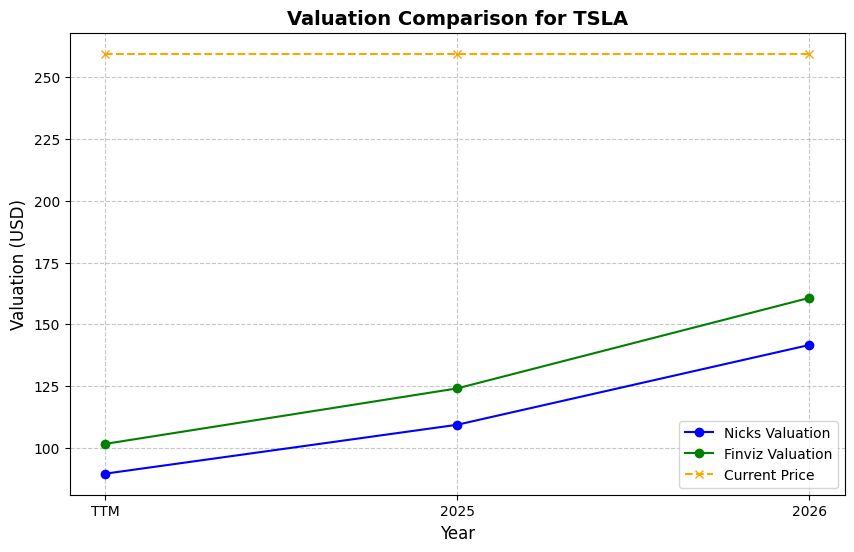 Valuation Comparison for TSLA
Valuation (USD)
250
225
200
175
150
125
100
TTM
2025
2026
Year
Nicks Valuation
Finviz Valuation
Current Price